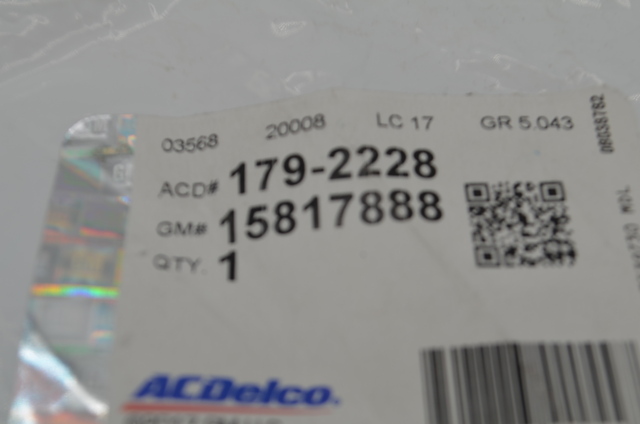 03568 20008 LC 17 GR 5.043
ACD# 179-2228
GM# 15817888
QTY. 1
ACDelco.